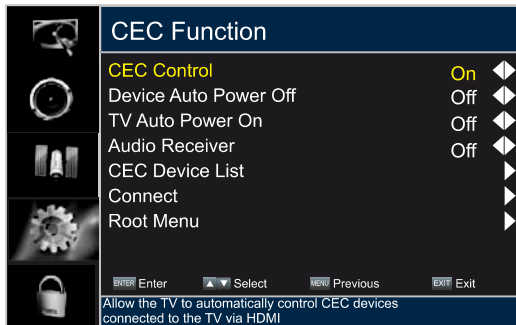 CEC Function
CEC Control On
Device Auto Power Off Off
TV Auto Power On Off
Audio Receiver Off
CEC Device List
Connect
Root Menu
ENTER Enter Select MENU Previous EXIT Exit
Allow the TV to automatically control CEC devices
connected to the TV via HDMI